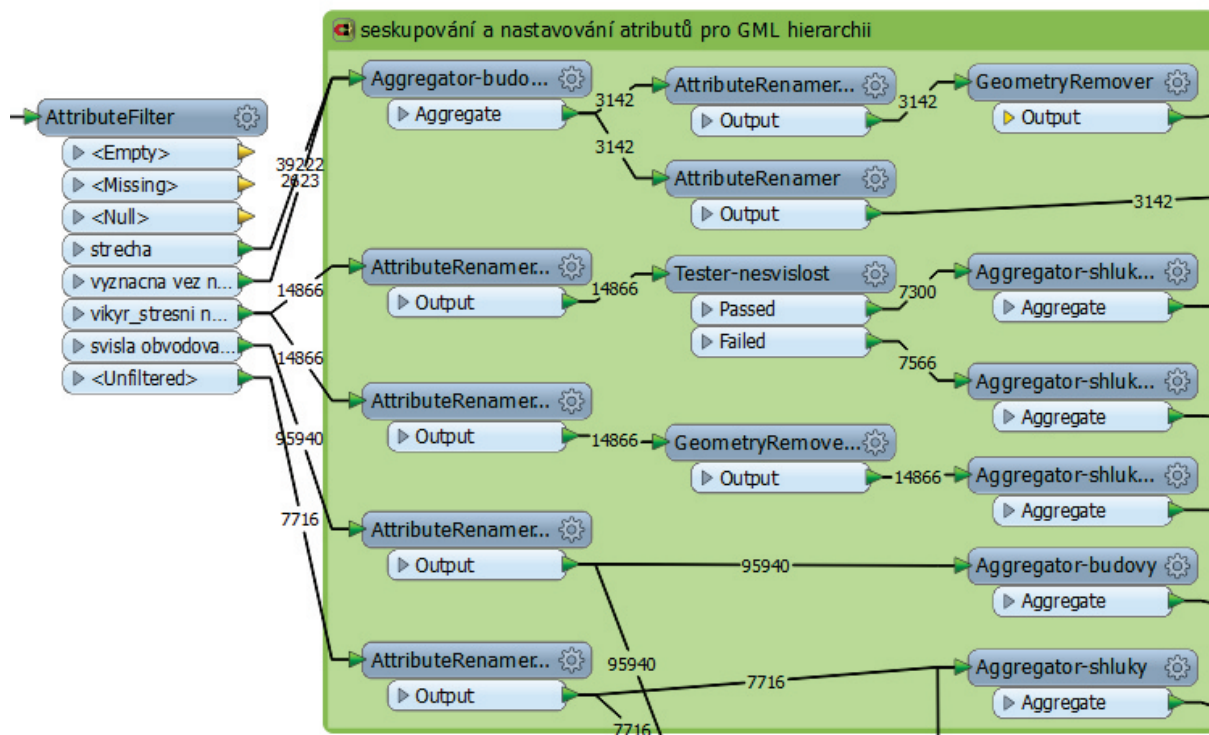 seskupování a nastavování atributů pro GML hierarchii
AttributeFilter
<Empty>
<Missing>
<Null>
strecha
vyznacna vez n...
vikyr_stresni n...
svisla obvodova...
<Unfiltered>
39222
2623
14866
14866
95940
7716
Aggregator-budo...
Aggregate
3142
3142
AttributeRenamer...
Output
3142
GeometryRemover
Output
AttributeRenamer
Output
3142
AttributeRenamer...
Output
14866
Tester-nesvislost
Passed
Failed
7300
7566
Aggregator-shluk...
Aggregate
Aggregator-shluk...
Aggregate
AttributeRenamer...
Output
14866
GeometryRemove...
Output
14866
Aggregator-shluk...
Aggregate
AttributeRenamer...
Output
95940
95940
Aggregator-budovy
Aggregate
AttributeRenamer...
Output
7716
7716
Aggregator-shluky
Aggregate